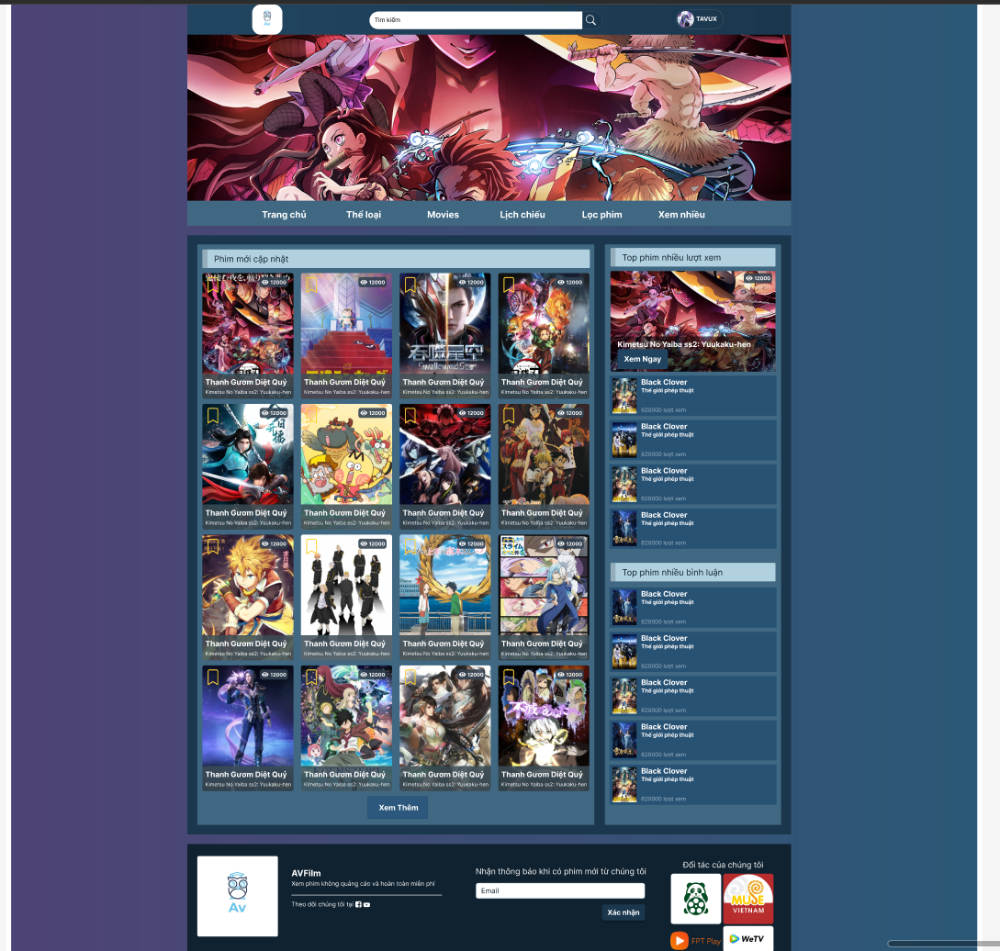 Av
Tìm kiếm
TAVUX
Trang chủ
Thể loại
Movies
Lịch chiếu
Lọc phim
Xem nhiều
Phim mới cập nhật
12000
12000
12000
12000
吞噬星空
Swallowed Star
Thanh Gươm Diệt Quỷ
Kimetsu No Yaiba ss2: Yuukaku-hen
Thanh Gươm Diệt Quỷ
Kimetsu No Yaiba ss2: Yuukaku-hen
Thanh Gươm Diệt Quỷ
Kimetsu No Yaiba ss2: Yuukaku-hen
Thanh Gươm Diệt Quỷ
Kimetsu No Yaiba ss2: Yuukaku-hen
12000
12000
12000
12000
Thanh Gươm Diệt Quỷ
Kimetsu No Yaiba ss2: Yuukaku-hen
Thanh Gươm Diệt Quỷ
Kimetsu No Yaiba ss2: Yuukaku-hen
Thanh Gươm Diệt Quỷ
Kimetsu No Yaiba ss2: Yuukaku-hen
Thanh Gươm Diệt Quỷ
Kimetsu No Yaiba ss2: Yuukaku-hen
12000
12000
12000
12000
Thanh Gươm Diệt Quỷ
Kimetsu No Yaiba ss2: Yuukaku-hen
Thanh Gươm Diệt Quỷ
Kimetsu No Yaiba ss2: Yuukaku-hen
Thanh Gươm Diệt Quỷ
Kimetsu No Yaiba ss2: Yuukaku-hen
Thanh Gươm Diệt Quỷ
Kimetsu No Yaiba ss2: Yuukaku-hen
12000
12000
12000
12000
Thanh Gươm Diệt Quỷ
Kimetsu No Yaiba ss2: Yuukaku-hen
Thanh Gươm Diệt Quỷ
Kimetsu No Yaiba ss2: Yuukaku-hen
Thanh Gươm Diệt Quỷ
Kimetsu No Yaiba ss2: Yuukaku-hen
Thanh Gươm Diệt Quỷ
Kimetsu No Yaiba ss2: Yuukaku-hen
Xem Thêm
Top phim nhiều lượt xem
12000
Kimetsu No Yaiba ss2: Yuukaku-hen
Xem Ngay
Black Clover
Thế giới phép thuật
620000 lượt xem
Black Clover
Thế giới phép thuật
620000 lượt xem
Black Clover
Thế giới phép thuật
620000 lượt xem
Black Clover
Thế giới phép thuật
620000 lượt xem
Top phim nhiều bình luận
Black Clover
Thế giới phép thuật
620000 lượt xem
Black Clover
Thế giới phép thuật
620000 lượt xem
Black Clover
Thế giới phép thuật
620000 lượt xem
Black Clover
Thế giới phép thuật
620000 lượt xem
Black Clover
Thế giới phép thuật
620000 lượt xem
Av
AVFilm
Xem phim không quảng cáo và hoàn toàn miễn phí
Theo dõi chúng tôi tại
Nhận thông báo khi có phim mới từ chúng tôi
Email
Xác nhận
Đối tác của chúng tôi
MUSE
VIETNAM
FPT Play
WeTV